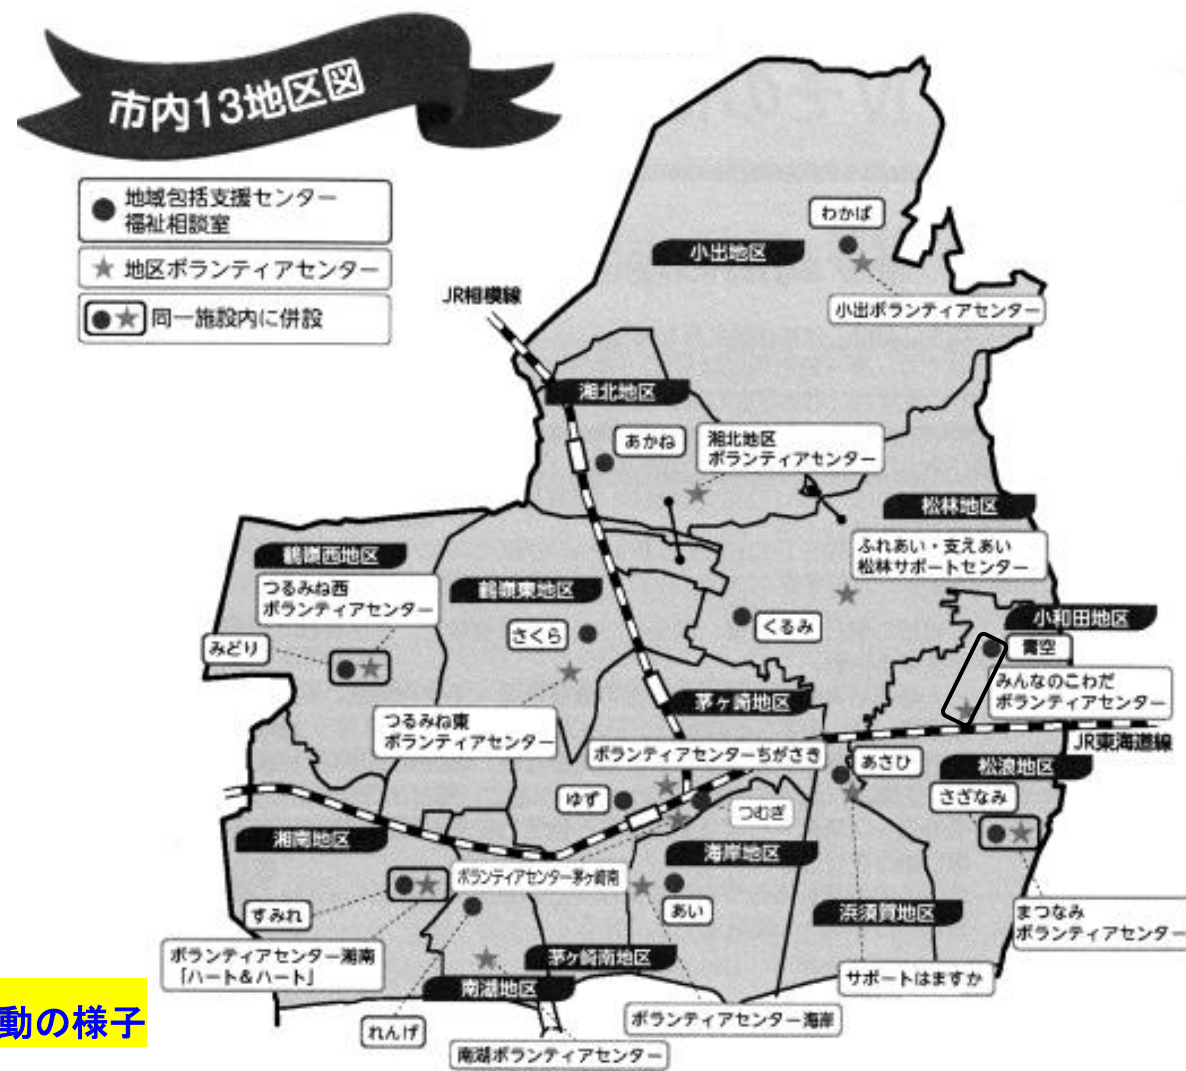 市内13地区図
地域包括支援センター
福祉相談室
地区ボランティアセンター
同一施設内に併設
わかば
小出地区
小出ボランティアセンター
JR相模線
湘北地区
あかね
湘北地区
ボランティアセンター
松林地区
ふれあい・支えあい
松林サポートセンター
鶴嶺西地区
つるみね西
ボランティアセンター
みどり
鶴嶺東地区
さくら
くるみ
小和田地区
青空
みんなのこわだ
ボランティアセンター
つるみね東
ボランティアセンター
茅ヶ崎地区
ボランティアセンターちがさき
JR東海道線
あさひ
松浪地区
さざなみ
ゆず
つむぎ
湘南地区
海岸地区
ボランティアセンター茅ヶ崎南
すみれ
あい
浜須賀地区
まつなみ
ボランティアセンター
ボランティアセンター湘南
「ハート&ハート」
茅ヶ崎南地区
サポートはますか
南湖地区
れんげ
ボランティアセンター海岸
南湖ボランティアセンター
動の様子